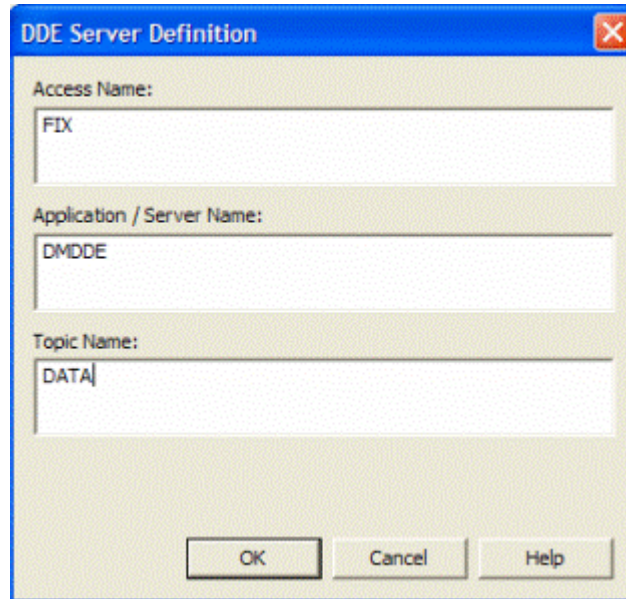 DDE Server Definition
Access Name:
FIX
Application / Server Name:
DMDDE
Topic Name:
DATA
OK Cancel Help